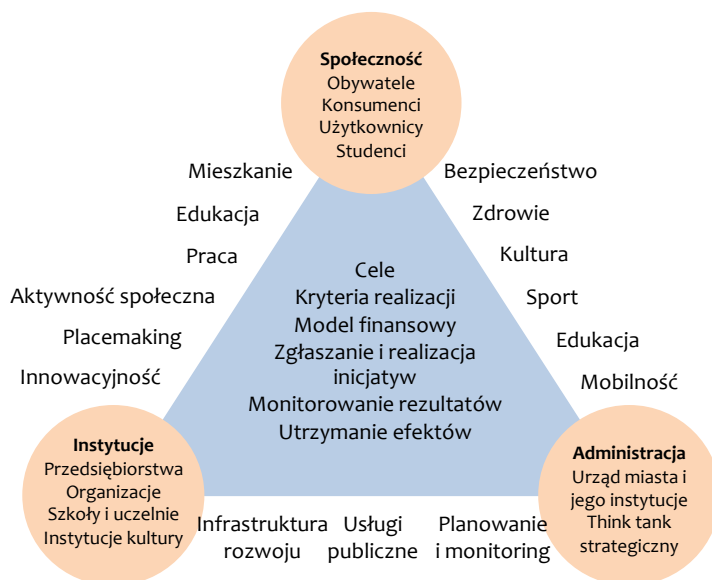 Społeczność
Obywatele
Konsumenci
Użytkownicy
Studenci
Mieszkanie
Edukacja
Praca
Aktywność społeczna
Placemaking
Innowacyjność
Bezpieczeństwo
Zdrowie
Kultura
Sport
Edukacja
Mobilność
Cele
Kryteria realizacji
Model finansowy
Zgłaszanie i realizacja
inicjatyw
Monitorowanie rezultatów
Utrzymanie efektów
Instytucje
Przedsiębiorstwa
Organizacje
Szkoły i uczelnie
Instytucje kultury
Infrastruktura
rozwoju
Usługi
publiczne
Planowanie
i monitoring
Administracja
Urząd miasta i
jego instytucje
Think tank
strategiczny